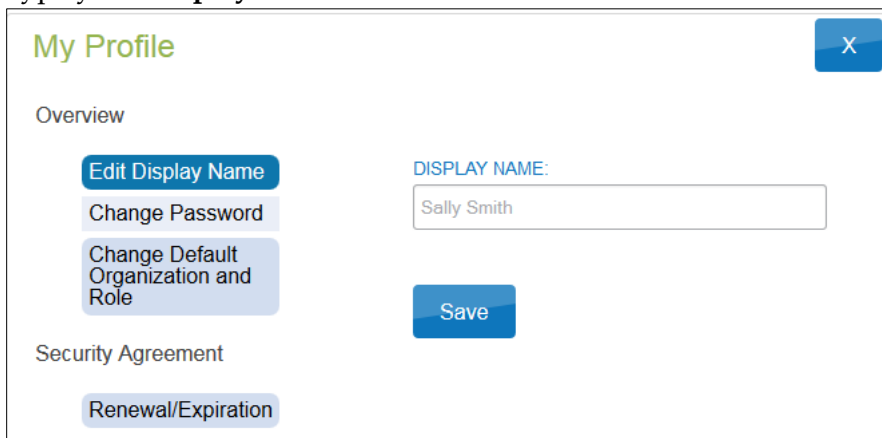 My Profile
X
Overview
Edit Display Name
DISPLAY NAME:
Sally Smith
Change Password
Change Default
Organization and
Role
Save
Security Agreement
Renewal/Expiration